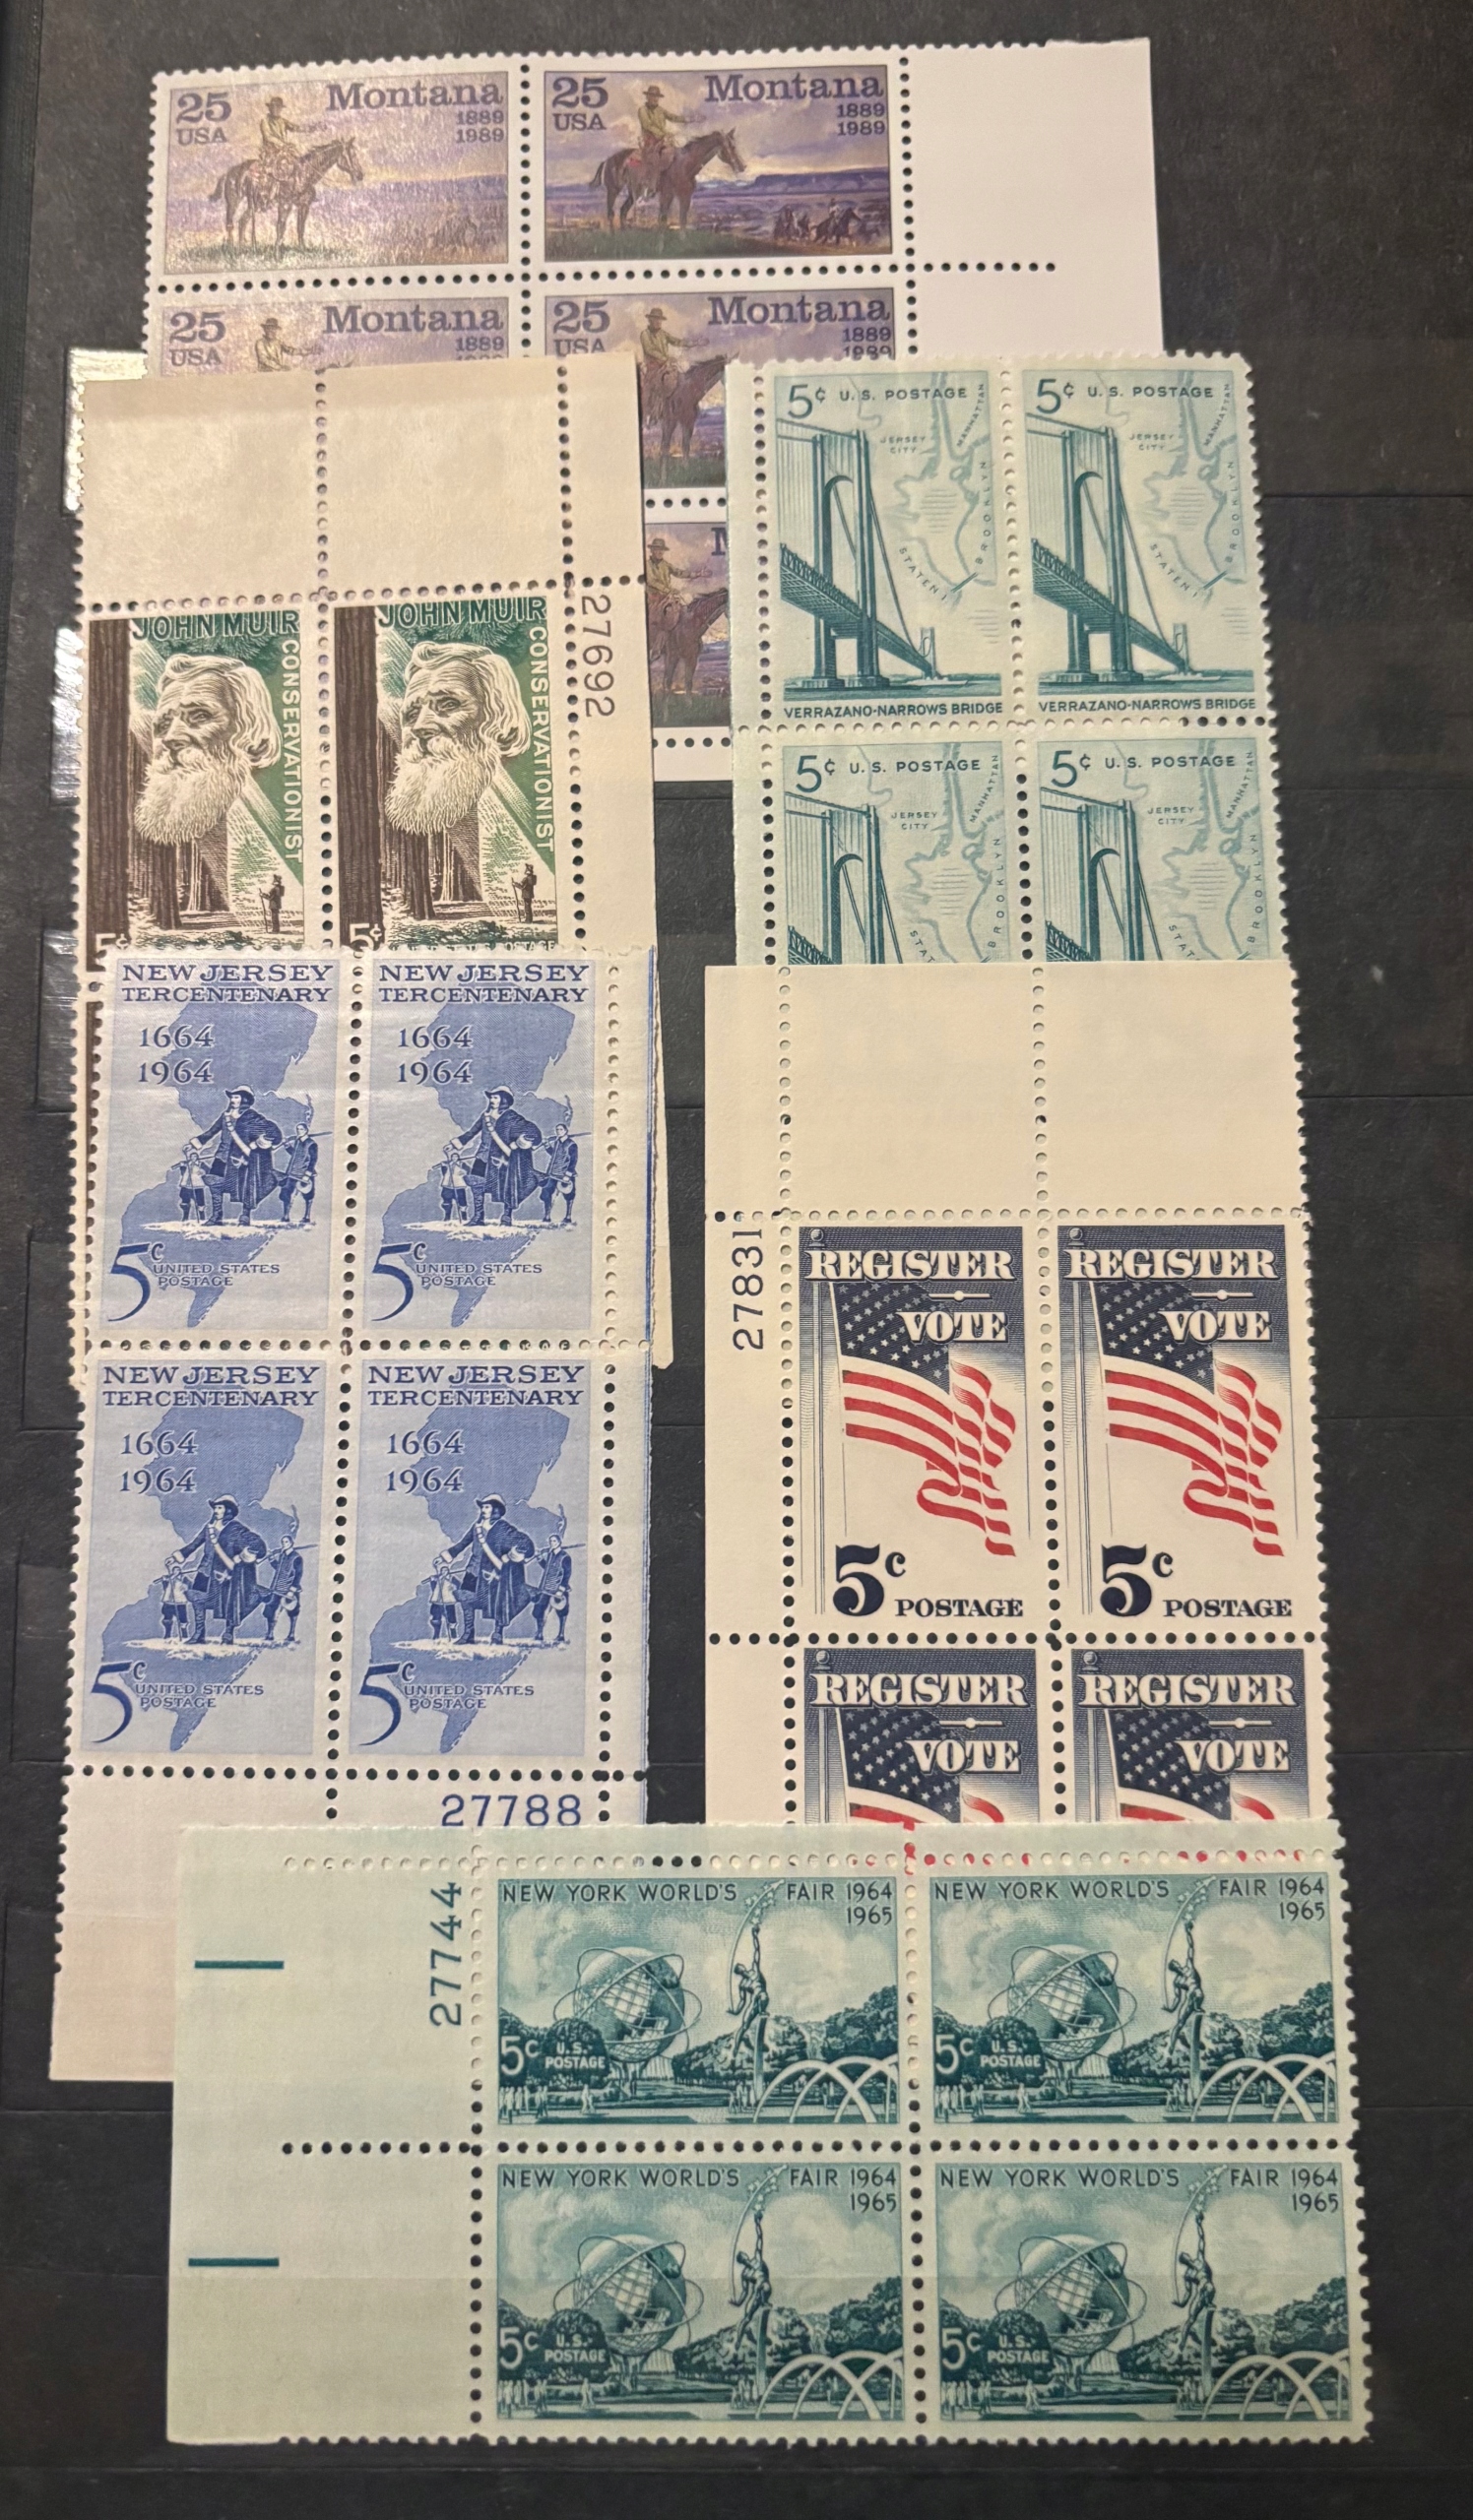 25
USA
Montana
1889
1989
25
USA
Montana
1889
1989
25
USA
Montana
1889
25
USA
Montana
1889
1989
JOHN MUIR
CONSERVATIONIST
5¢
JOHN MUIR
CONSERVATIONIST
5¢
27692
5¢ U.S. POSTAGE
JERSEY
CITY
MANHATTAN
BROOKLYN
STATEN I
VERRAZANO-NARROWS BRIDGE
5¢ U.S. POSTAGE
JERSEY
CITY
MANHATTAN
BROOKLYN
STATEN I
VERRAZANO-NARROWS BRIDGE
5¢ U.S. POSTAGE
JERSEY
CITY
MANHATTAN
BROOKLYN
5¢ U.S. POSTAGE
JERSEY
CITY
MANHATTAN
BROOKLYN
NEW JERSEY
TERCENTENARY
1664
1964
5c
UNITED STATES
POSTAGE
NEW JERSEY
TERCENTENARY
1664
1964
5c
UNITED STATES
POSTAGE
NEW JERSEY
TERCENTENARY
1664
1964
5c
UNITED STATES
POSTAGE
NEW JERSEY
TERCENTENARY
1664
1964
5c
UNITED STATES
POSTAGE
27788
27831
REGISTER
VOTE
5c
POSTAGE
REGISTER
VOTE
5c
POSTAGE
REGISTER
VOTE
REGISTER
VOTE
27744
NEW YORK WORLD'S FAIR 1964
1965
5c U.S.
POSTAGE
NEW YORK WORLD'S FAIR 1964
1965
5c U.S.
POSTAGE
NEW YORK WORLD'S FAIR 1964
1965
5c U.S.
POSTAGE
NEW YORK WORLD'S FAIR 1964
1965
5c U.S.
POSTAGE